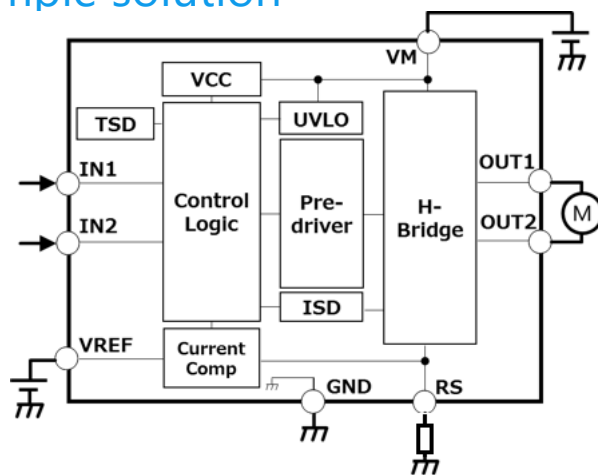 solution
VM
VCC
TSD
UVLO
IN1
OUT1
Control
Logic
Pre-
driver
H-
Bridge
M
IN2
OUT2
ISD
VREF
Current
Comp
GND
RS